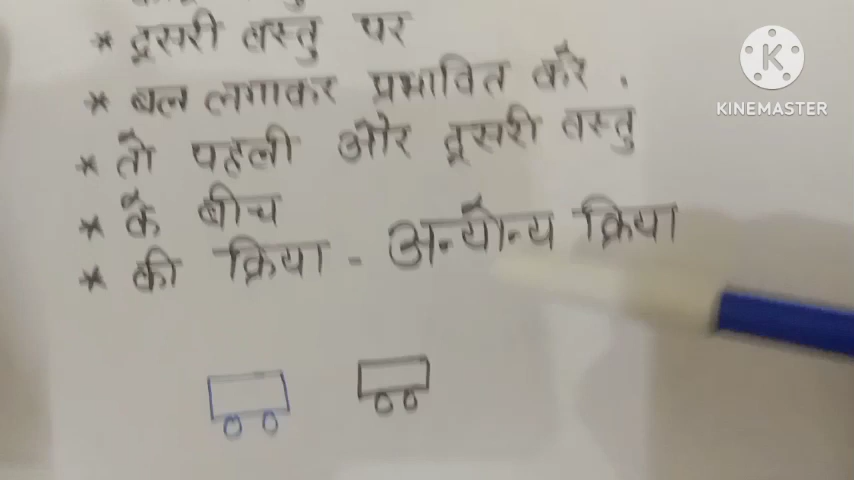 * दूसरी वस्तु पर
* बल लगाकर प्रभावित करे .
* तो पहली और दूसरी वस्तु
* के बीच
* की क्रिया - अन्योन्य क्रिया
K
KINEMASTER